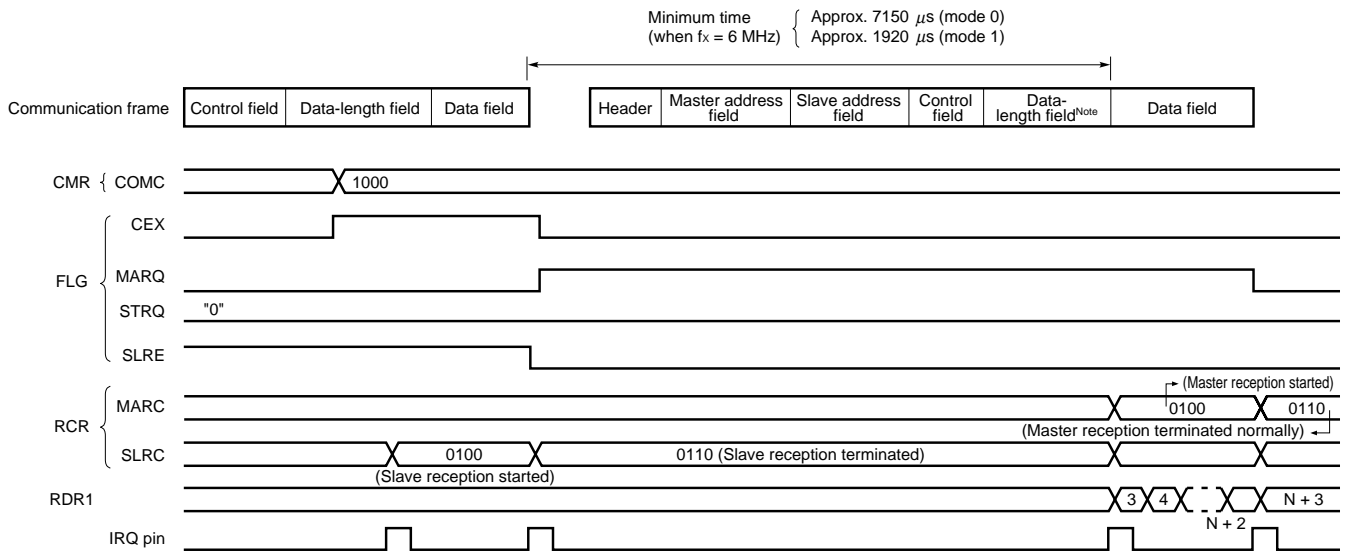 Minimum time
(when fx = 6 MHz)
Approx. 7150 µs (mode 0)
Approx. 1920 µs (mode 1)
Communication frame
Control field
Data-length field
Data field
Header
Master address
field
Slave address
field
Control
field
Data-
length fieldNote
Data field
CMR
COMC
1000
FLG
CEX
MARQ
STRQ
"0"
SLRE
RCR
(Master reception started)
MARC
0100
0110
(Master reception terminated normally)
SLRC
0100
0110 (Slave reception terminated)
(Slave reception started)
RDR1
3
4
N + 3
N + 2
IRQ pin